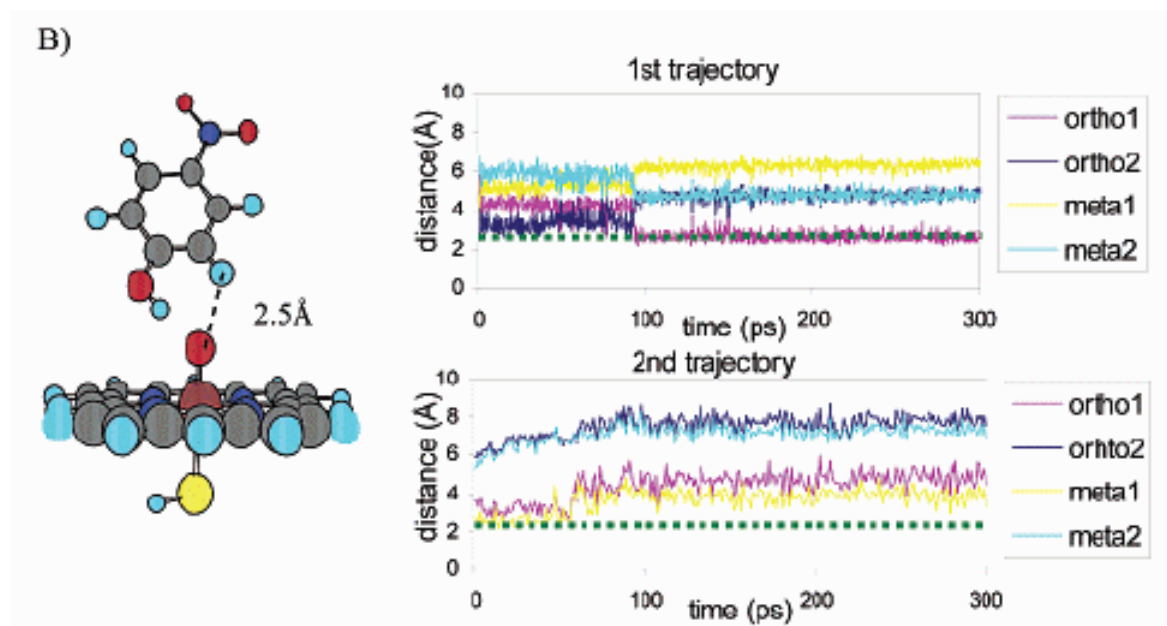 B)
2.5Å
1st trajectory
distance(Å)
10
8
6
4
2
0
0
100
200
300
time (ps)
ortho1
ortho2
meta1
meta2
2nd trajectory
distance (Å)
10
8
6
4
2
0
0
100
200
300
time (ps)
ortho1
orhto2
meta1
meta2